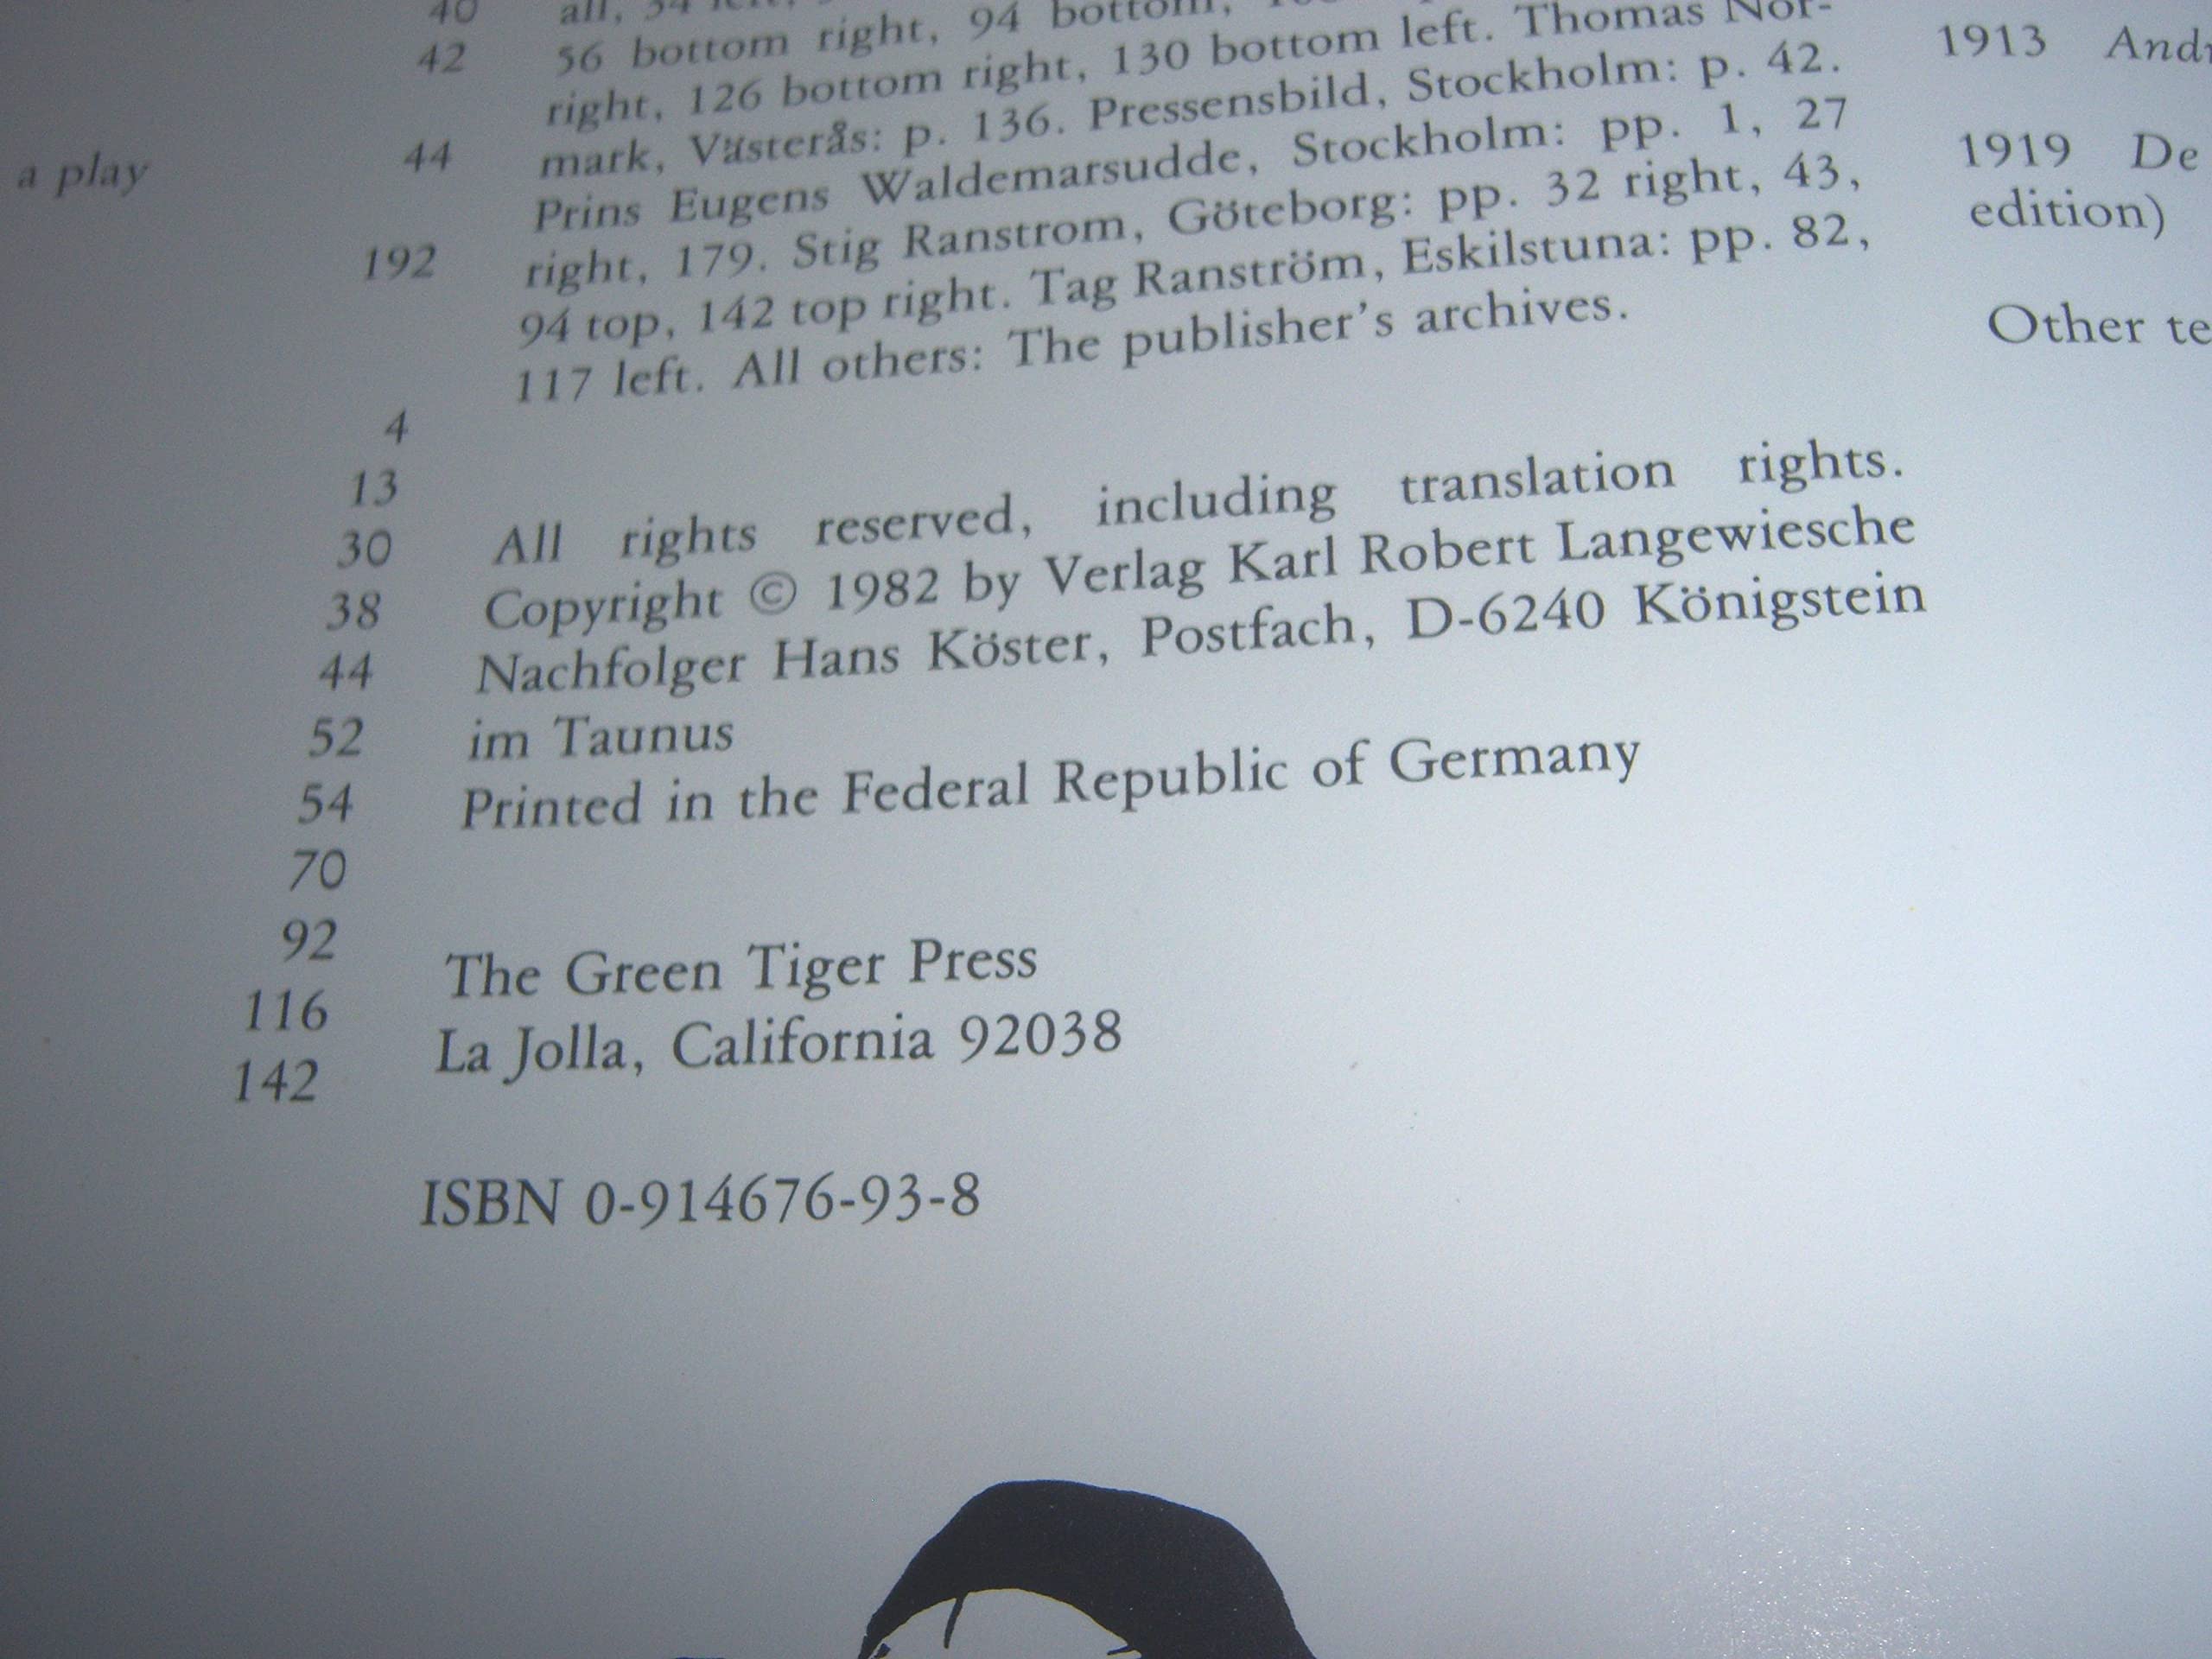 a play
40
42
44
192
4
13
30
38
44
52
54
70
92
116
142
all, 54
56 bottom right, 94 bottom,
right, 126 bottom right, 130 bottom left. Thomas Nor-
mark, Västerås: p. 136. Pressensbild, Stockholm: p. 42.
Prins Eugens Waldemarsudde, Stockholm: pp. 1, 27
right, 179. Stig Ranstrom, Göteborg: pp. 32 right, 43,
94 top, 142 top right. Tag Ranström, Eskilstuna: pp. 82,
117 left. All others: The publisher's archives.
All rights reserved, including translation rights.
Copyright © 1982 by Verlag Karl Robert Langewiesche
Nachfolger Hans Köster, Postfach, D-6240 Königstein
im Taunus
Printed in the Federal Republic of Germany
The Green Tiger Press
La Jolla, California 92038
ISBN 0-914676-93-8
1913
1919 De
edition)
Other